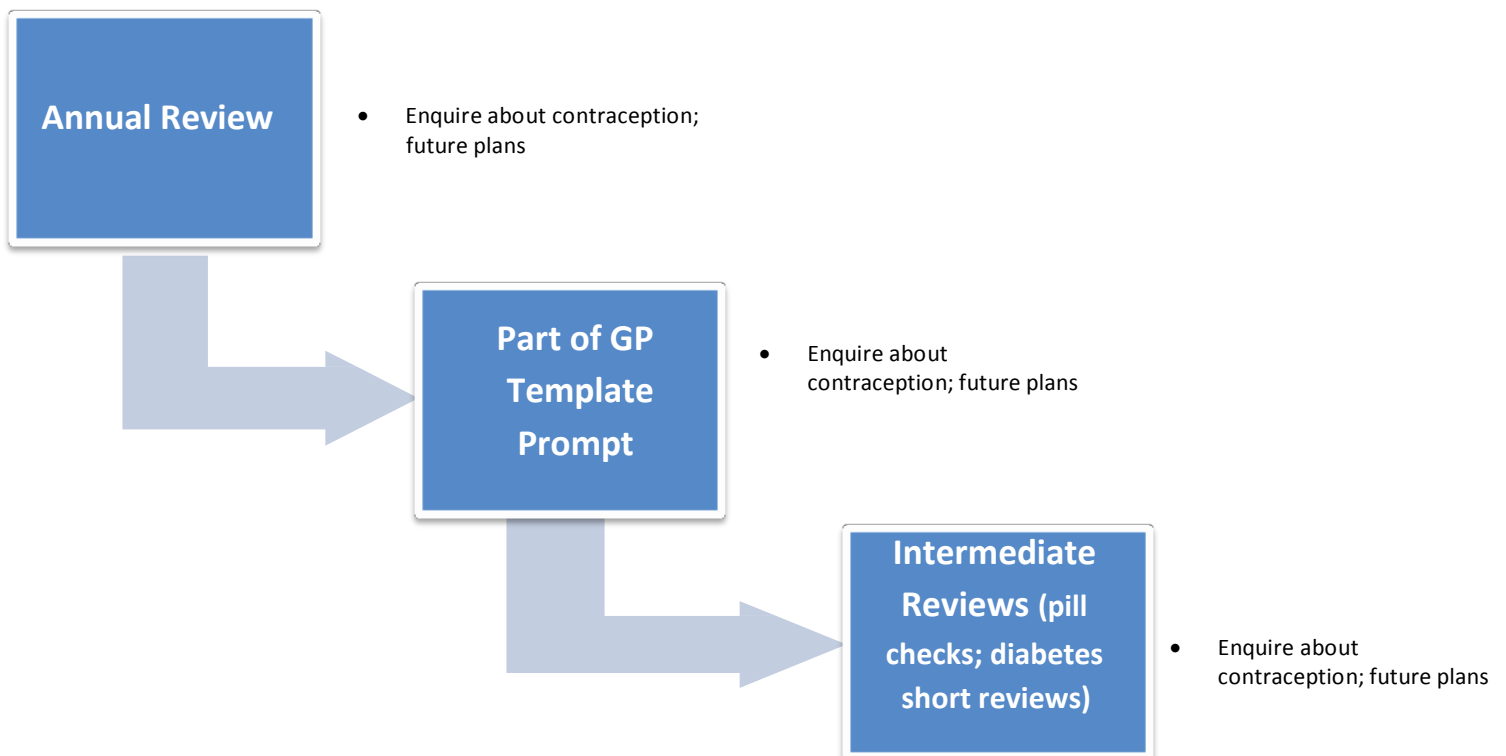 Annual Review
• Enquire about contraception;
future plans
Part of GP
Template
Prompt
• Enquire about
contraception; future plans
Intermediate
Reviews (pill
checks; diabetes
short reviews)
• Enquire about
contraception; future plans